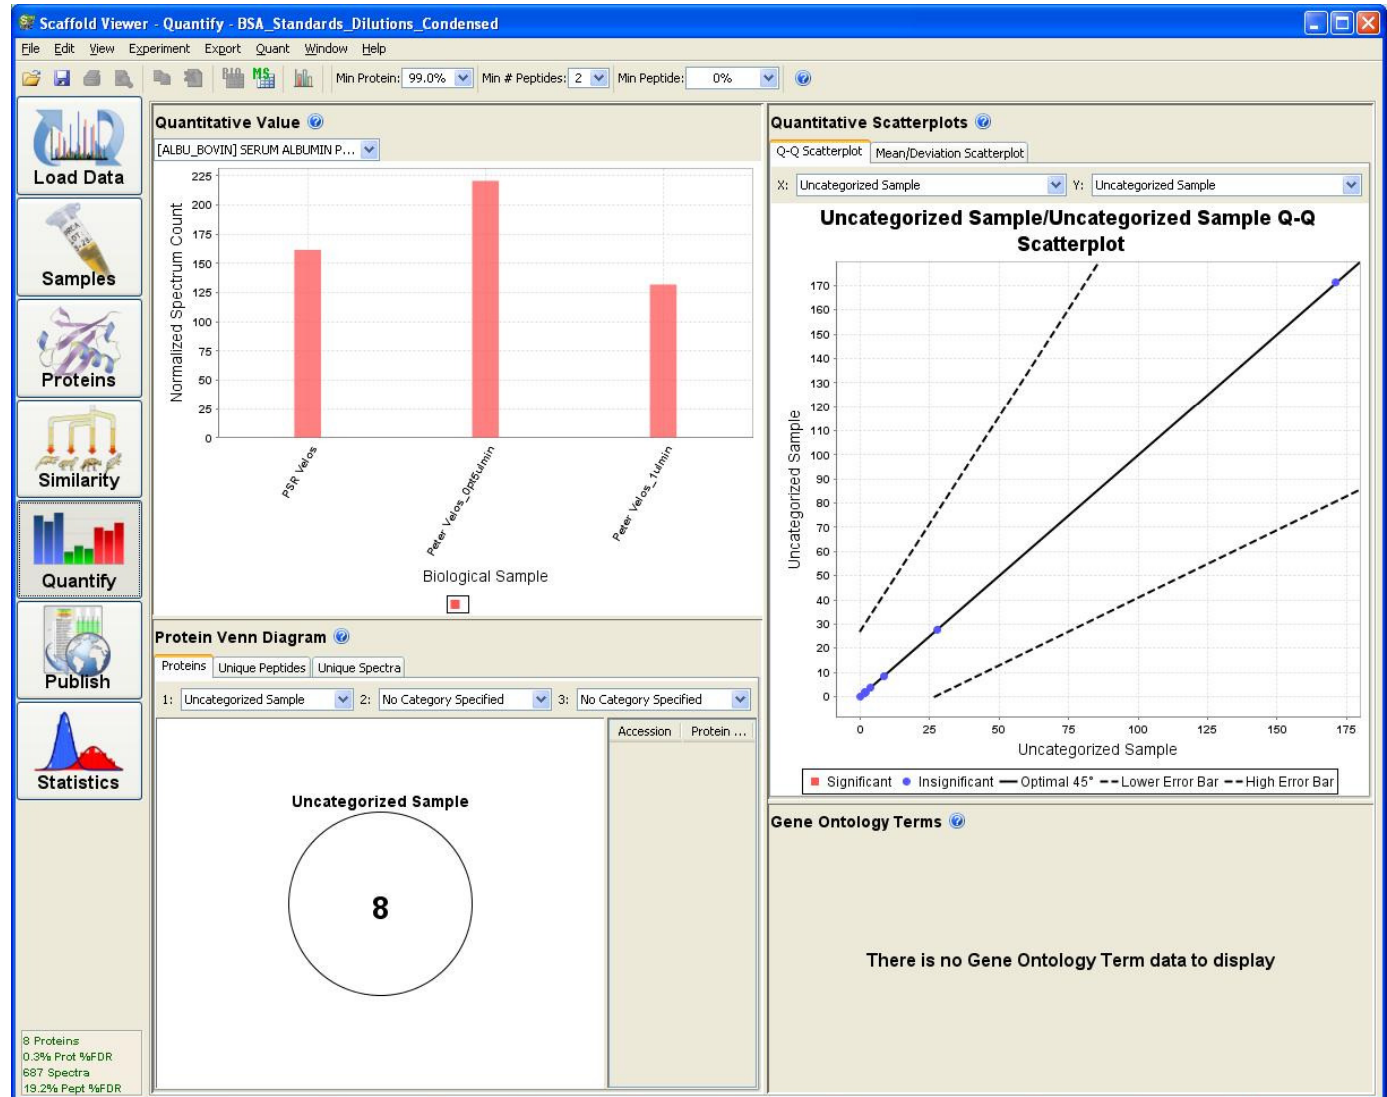 Scaffold Viewer - Quantify - BSA_Standards_Dilutions_Condensed
File Edit View Experiment Export Quant Window Help
BIO MS Min Protein: 99.0% Min # Peptides: 2 Min Peptide: 0%
Load Data
Samples
Proteins
Similarity
Quantify
Publish
Statistics
8 Proteins
0.3% Prot %FDR
687 Spectra
19.2% Pept %FDR
Quantitative Value
[ALBU_BOVIN] SERUM ALBUMIN P...
Normalized Spectrum Count
225
200
175
150
125
100
75
50
25
0
PSR Velos
Peter Velos_0pt5ulmin
Peter Velos_1ulmin
Biological Sample
Protein Venn Diagram
Proteins Unique Peptides Unique Spectra
1: Uncategorized Sample 2: No Category Specified 3: No Category Specified
Accession Protein ...
Uncategorized Sample
8
Quantitative Scatterplots
Q-Q Scatterplot Mean/Deviation Scatterplot
X: Uncategorized Sample Y: Uncategorized Sample
Uncategorized Sample/Uncategorized Sample Q-Q
Scatterplot
Uncategorized Sample
170
160
150
140
130
120
110
100
90
80
70
60
50
40
30
20
10
0
0 25 50 75 100 125 150 175
Uncategorized Sample
Significant Insignificant Optimal 45° Lower Error Bar High Error Bar
Gene Ontology Terms
There is no Gene Ontology Term data to display